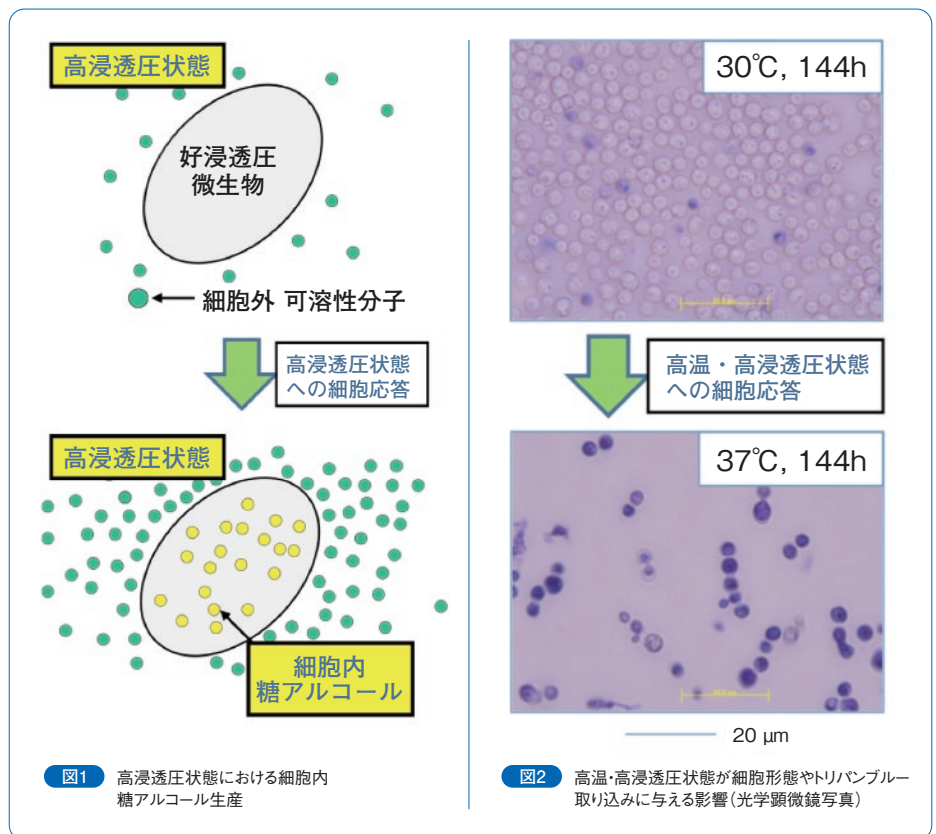 高浸透圧状態
好浸透圧
微生物
細胞外 可溶性分子
高浸透圧状態
への細胞応答
高浸透圧状態
細胞内
糖アルコール
図1 高浸透圧状態における細胞内
糖アルコール生産
30℃, 144h
高温・高浸透圧状態
への細胞応答
37℃, 144h
20 μm
図2 高温・高浸透圧状態が細胞形態やトリパンブルー
取り込みに与える影響(光学顕微鏡写真)